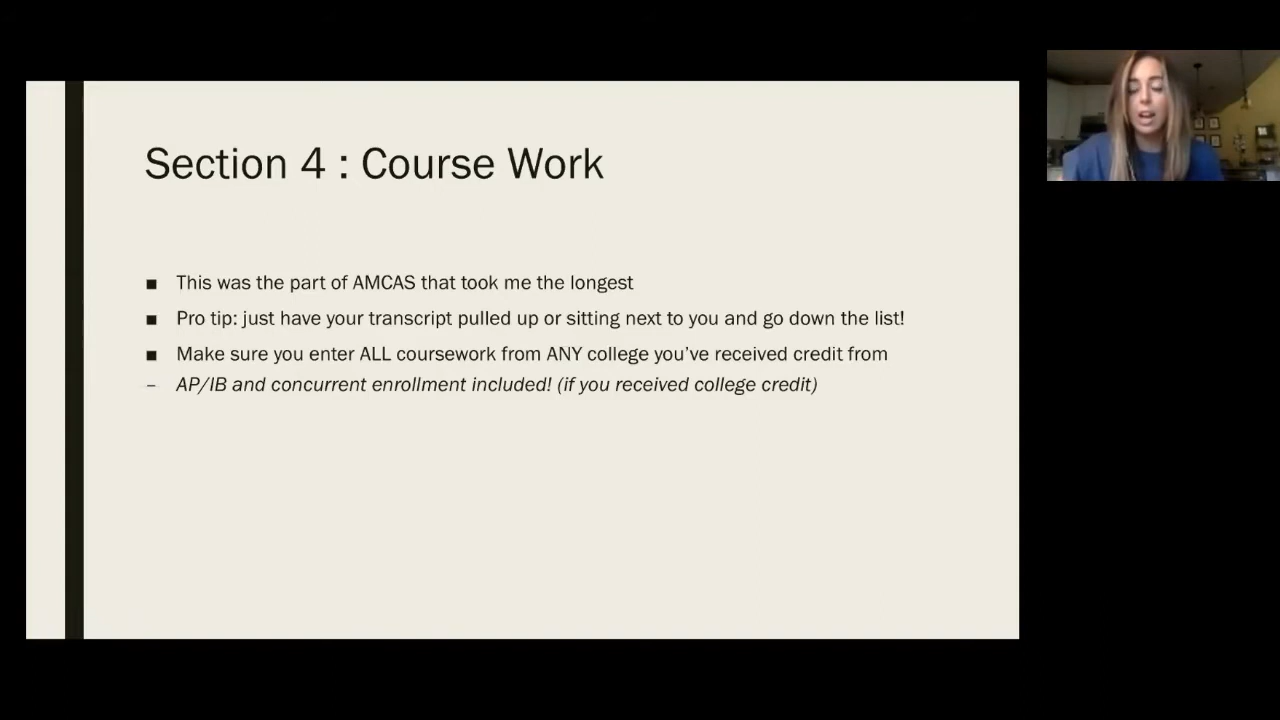 Section 4 : Course Work
■ This was the part of AMCAS that took me the longest
■ Pro tip: just have your transcript pulled up or sitting next to you and go down the list!
■ Make sure you enter ALL coursework from ANY college you’ve received credit from
– AP/IB and concurrent enrollment included! (if you received college credit)